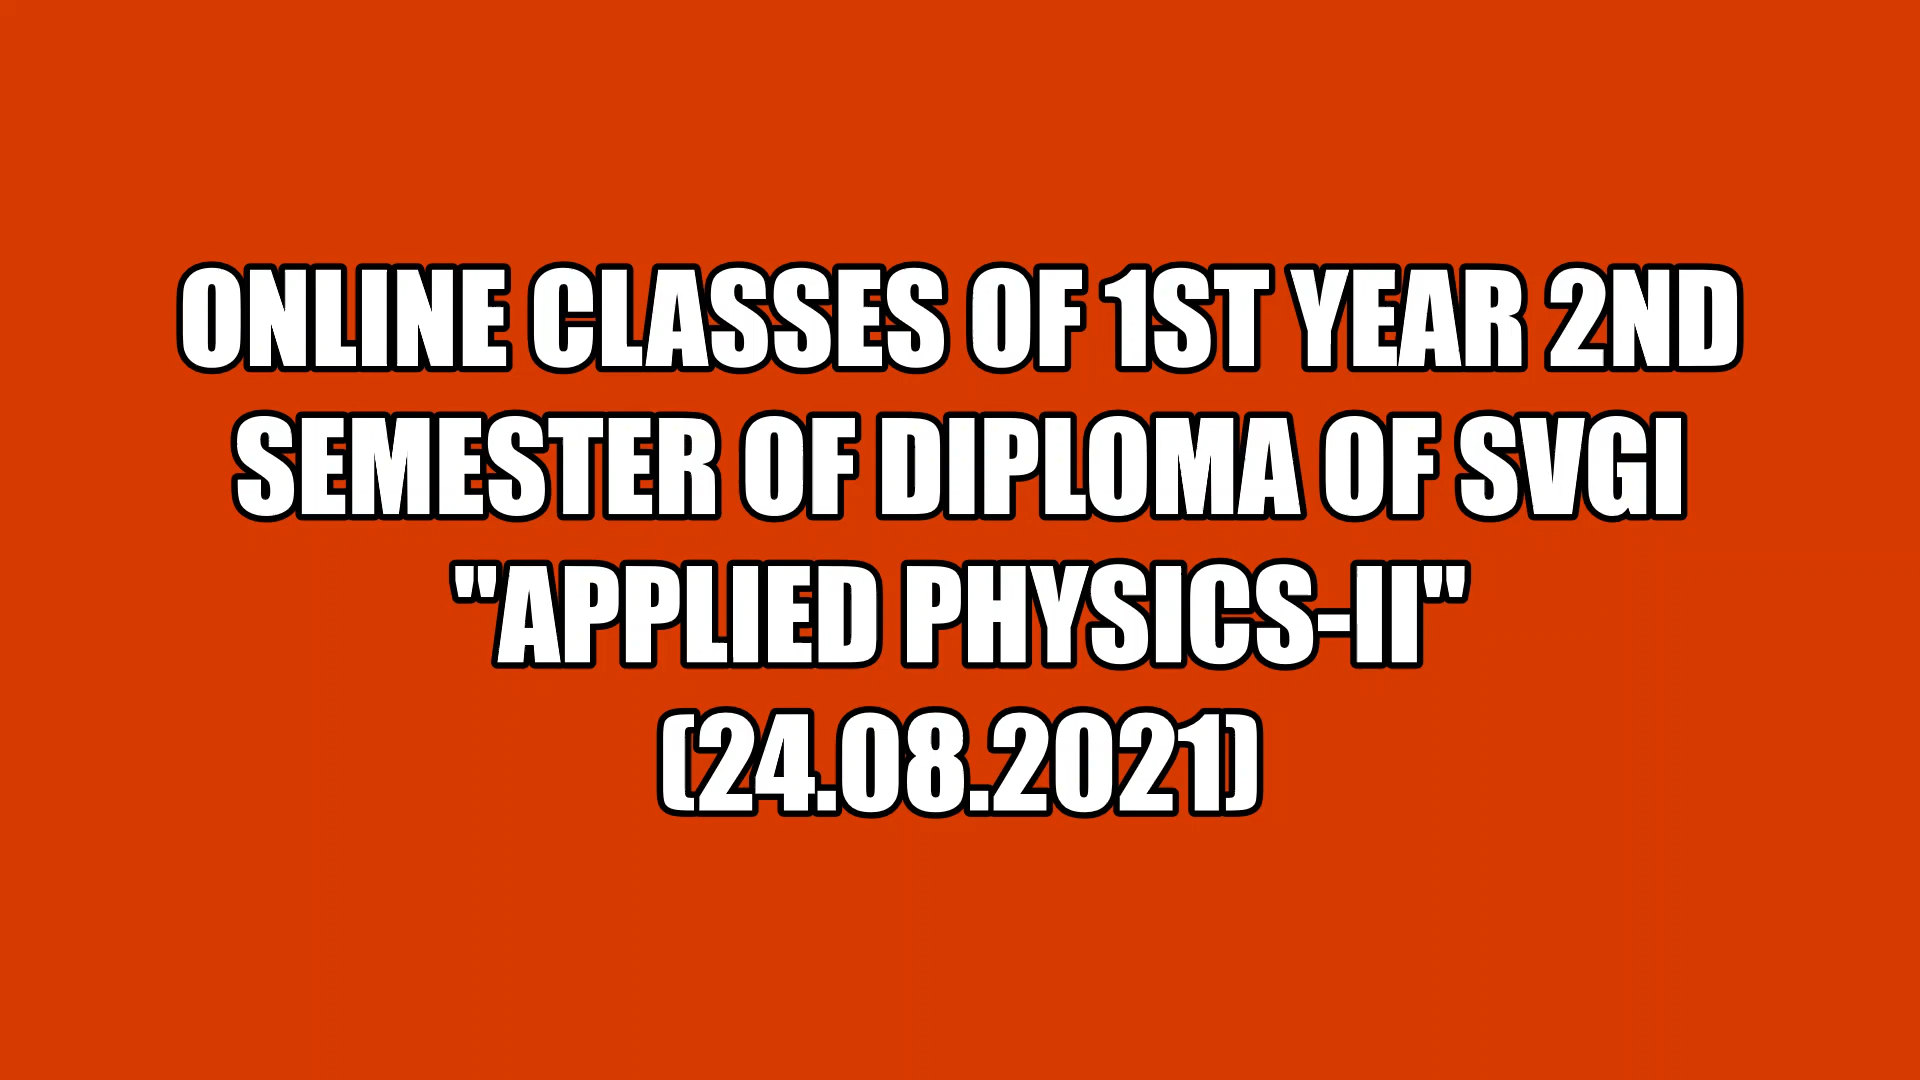 ONLINE CLASSES OF 1ST YEAR 2ND
SEMESTER OF DIPLOMA OF SVGI
"APPLIED PHYSICS-II"
(24.08.2021)